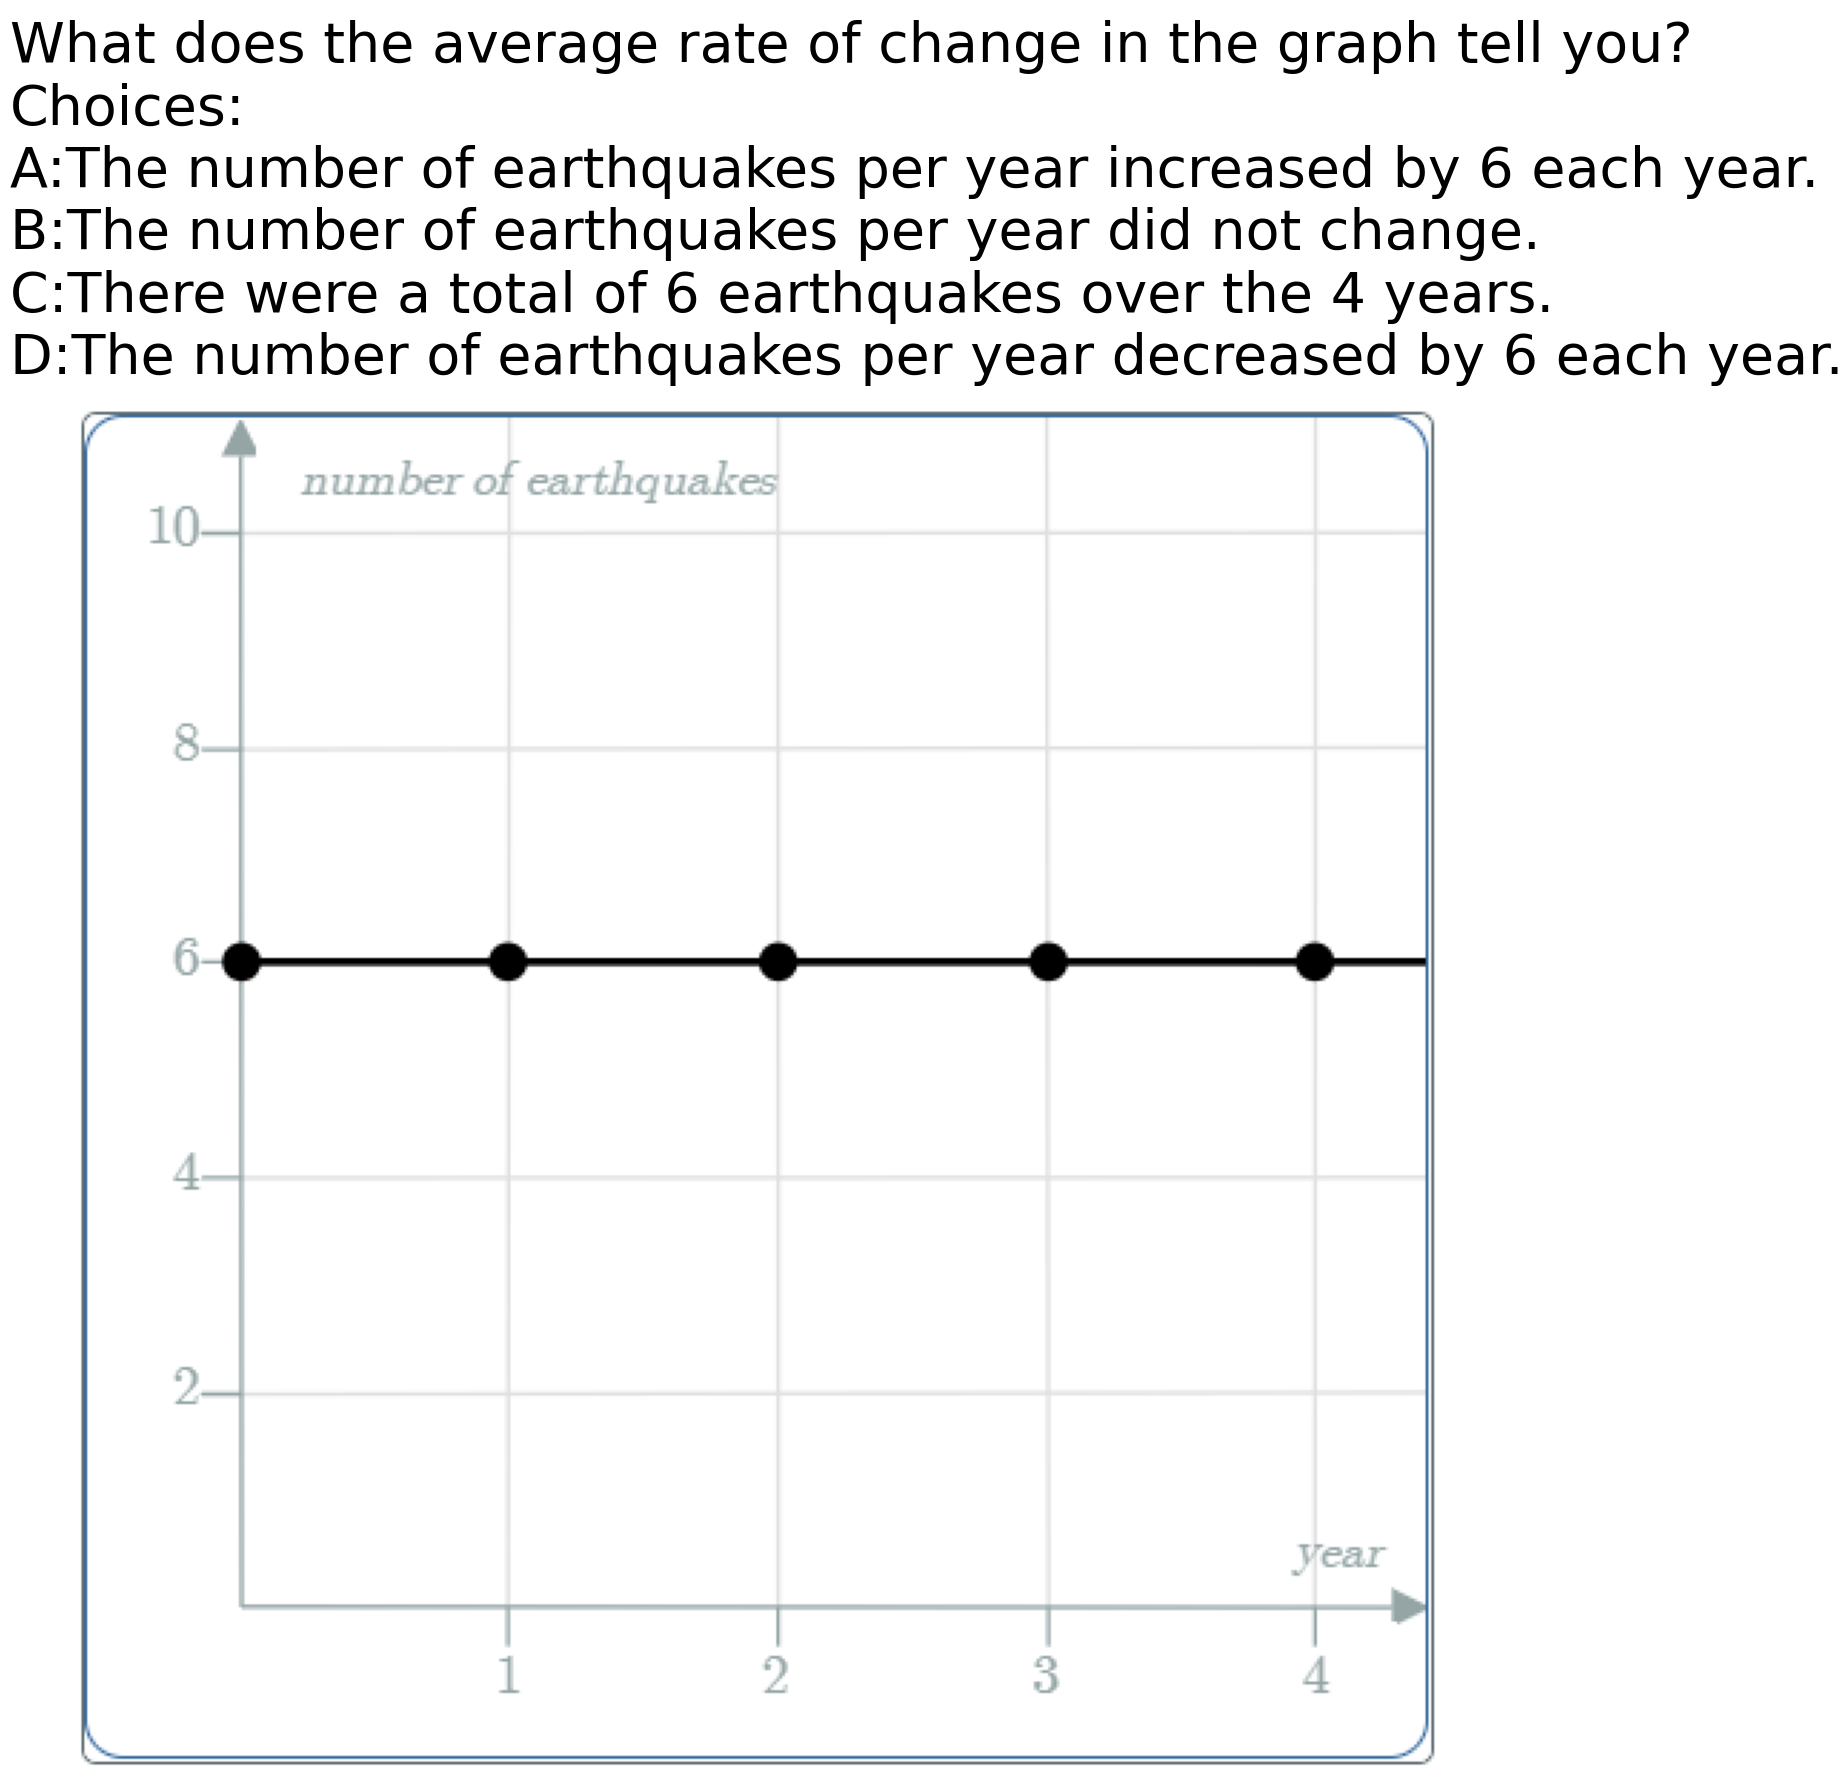 What does the average rate of change in the graph tell you?
Choices:
A:The number of earthquakes per year increased by 6 each year.
B:The number of earthquakes per year did not change.
C:There were a total of 6 earthquakes over the 4 years.
D:The number of earthquakes per year decreased by 6 each year.
number of earthquakes
10
8
6
4
2
year
1 2 3 4